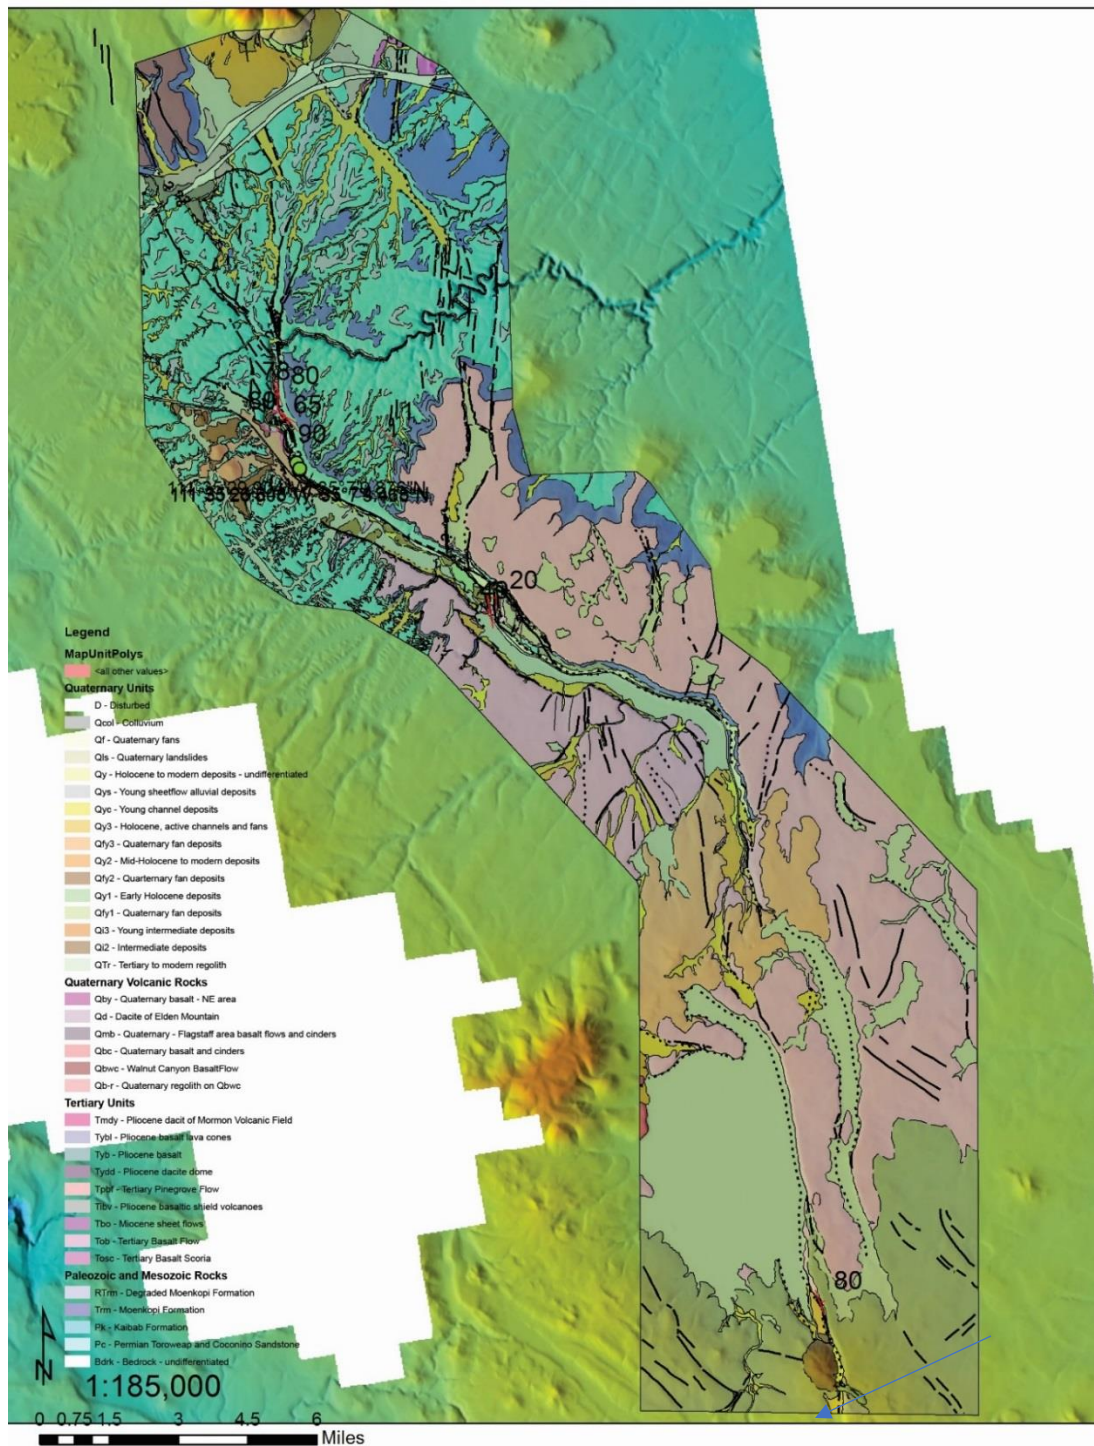 78
80
65
90
11
20
80
Legend
MapUnitPolys
<all other values>
Quaternary Units
D - Disturbed
Qcol - Colluvium
Qf - Quaternary fans
Qls - Quaternary landslides
Qy - Holocene to modern deposits - undifferentiated
Qys - Young sheetflow alluvial deposits
Qyc - Young channel deposits
Qy3 - Holocene, active channels and fans
Qfy3 - Quaternary fan deposits
Qy2 - Mid-Holocene to modern deposits
Qfy2 - Quarternary fan deposits
Qy1 - Early Holocene deposits
Qfy1 - Quaternary fan deposits
Qi3 - Young intermediate deposits
Qi2 - Intermediate deposits
QTr - Tertiary to modern regolith
Quaternary Volcanic Rocks
Qby - Quaternary basalt - NE area
Qd - Dacite of Elden Mountain
Qmb - Quaternary - Flagstaff area basalt flows and cinders
Qbc - Quaternary basalt and cinders
Qbwc - Walnut Canyon BasaltFlow
Qb-r - Quaternary regolith on Qbwc
Tertiary Units
Tmdy - Pliocene dacit of Mormon Volcanic Field
Tybl - Pliocene basalt lava cones
Tyb - Pliocene basalt
Tydd - Pliocene dacite dome
Tpbf - Tertiary Pinegrove Flow
Tibv - Pliocene basaltic shield volcanoes
Tbo - Miocene sheet flows
Tob - Tertiary Basalt Flow
Tosc - Tertiary Basalt Scoria
Paleozoic and Mesozoic Rocks
RTrm - Degraded Moenkopi Formation
Trm - Moenkopi Formation
Pk - Kaibab Formation
Pc - Permian Toroweap and Coconino Sandstone
Bdrk - Bedrock - undifferentiated
N
1:185,000
0 0.75 1.5 3 4.5 6
Miles